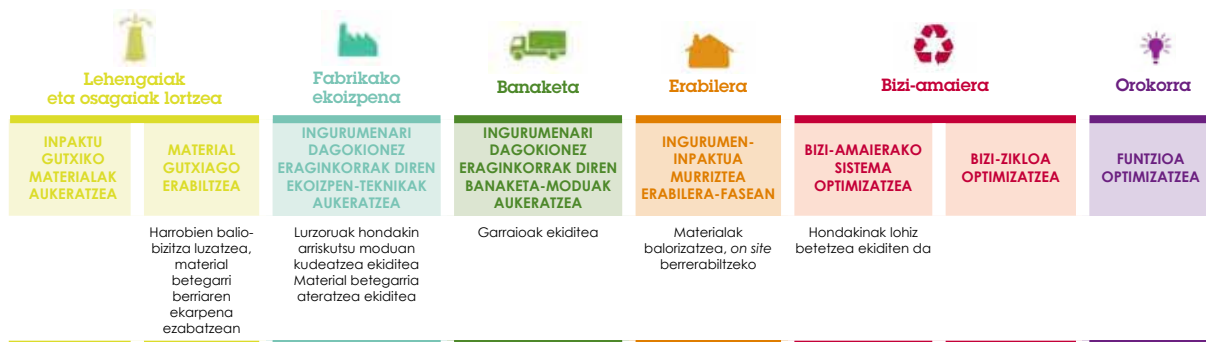 Lehengaiak
eta osagaiak lortzea
Fabrikako
ekoizpena
Banaketa
Erabilera
Bizi-amaiera
Orokorra
INPAKTU
GUTXIKO
MATERIALAK
AUKERATZEA
MATERIAL
GUTXIAGO
ERABILTZEA
INGURUMENARI
DAGOKIONEZ
ERAGINKORRAK DIREN
EKOIZPEN-TEKNIKAK
AUKERATZEA
INGURUMENARI
DAGOKIONEZ
ERAGINKORRAK DIREN
BANAKETA-MODUAK
AUKERATZEA
INGURUMEN-
INPAKTUA
MURRIZTEA
ERABILERA-FASEAN
BIZI-AMAIERAKO
SISTEMA
OPTIMIZATZEA
BIZI-ZIKLOA
OPTIMIZATZEA
FUNTZIOA
OPTIMIZATZEA
Harrobien balio-
bizitza luzatzea,
material
betegarri
berriaren
ekarpena
ezabatzean
Lurzoruak hondakin
arriskutsu moduan
kudeatzea ekiditea
Material betegarria
ateratzea ekiditea
Garraioak ekiditea
Materialak
balorizatzea, on site
berrerabiltzeko
Hondakinak lohiz
betetzea ekiditen da